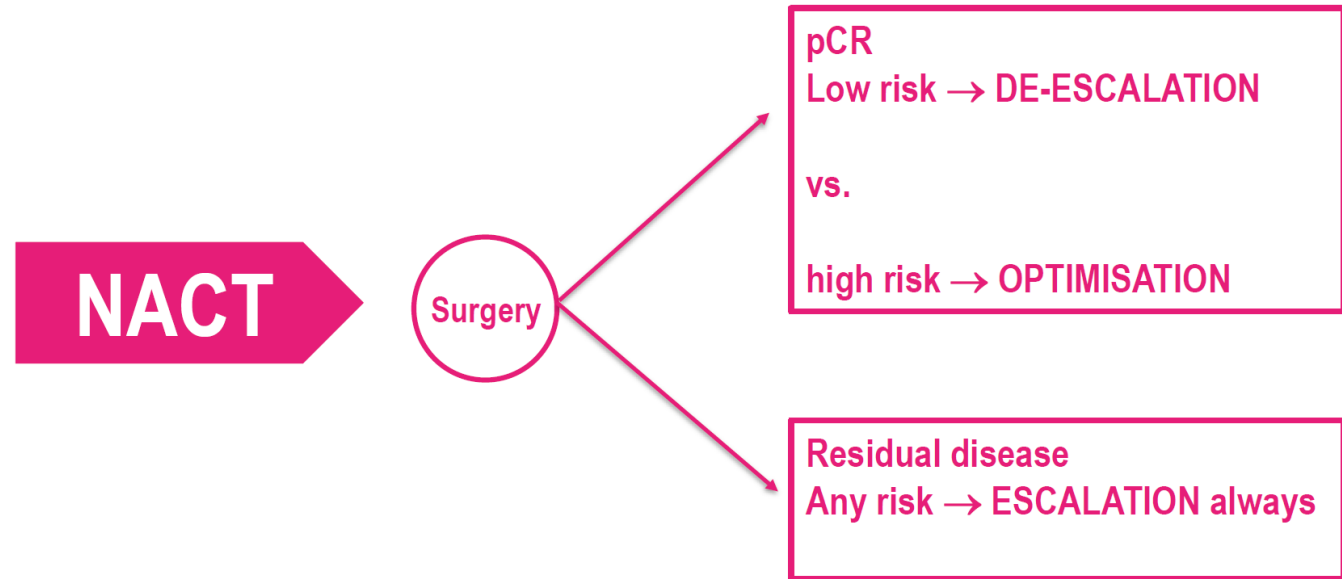 NACT
Surgery
pCR
Low risk → DE-ESCALATION
vs.
high risk → OPTIMISATION
Residual disease
Any risk → ESCALATION always